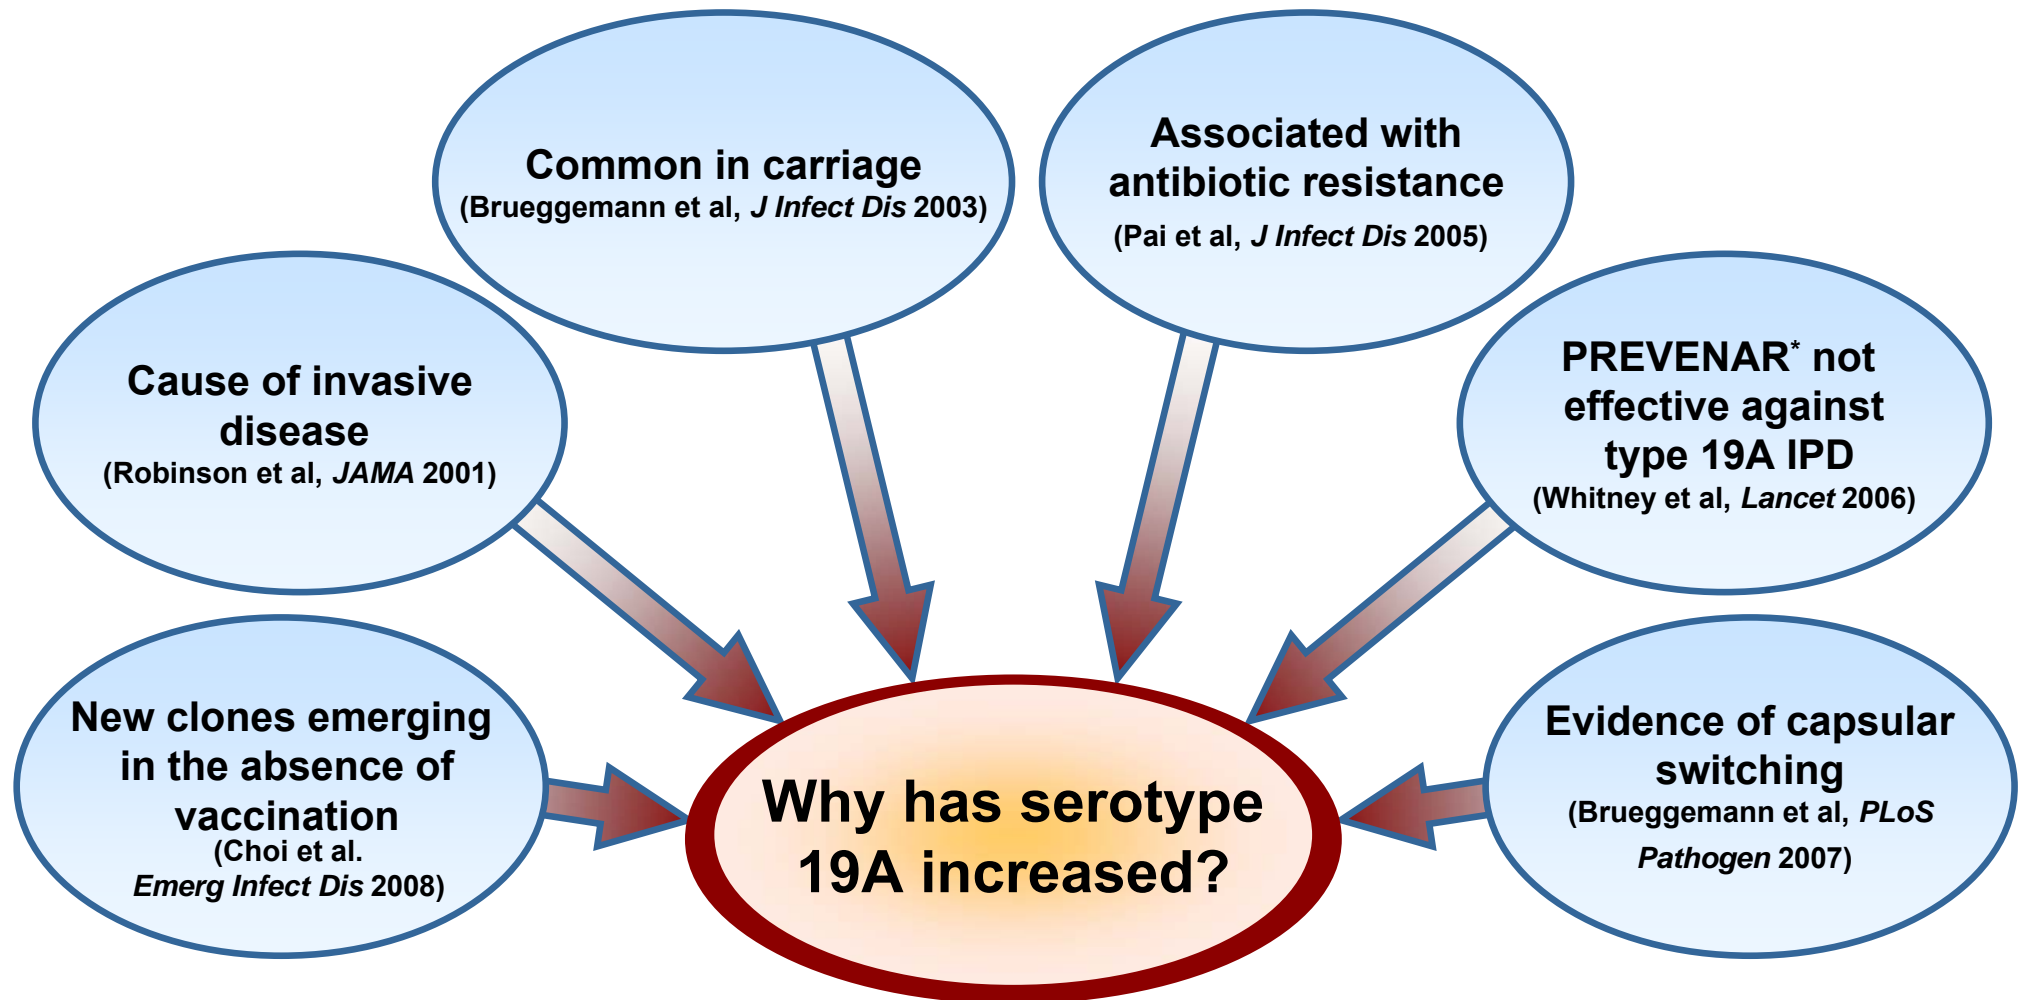 Common in carriage
(Brueggemann et al, J Infect Dis 2003)
Associated with
antibiotic resistance
(Pai et al, J Infect Dis 2005)
Cause of invasive
disease
(Robinson et al, JAMA 2001)
PREVENAR* not
effective against
type 19A IPD
(Whitney et al, Lancet 2006)
New clones emerging
in the absence of
vaccination
(Choi et al.
Emerg Infect Dis 2008)
Evidence of capsular
switching
(Brueggemann et al, PLoS
Pathogen 2007)
Why has serotype
19A increased?